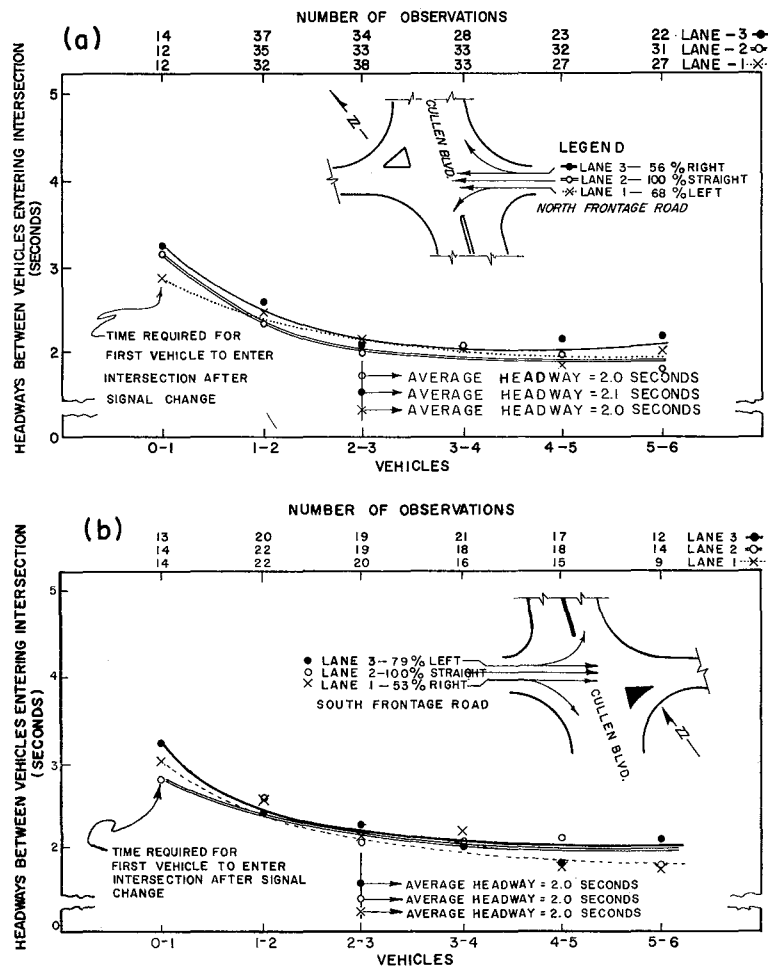 NUMBER OF OBSERVATIONS
(a)
14 37 34 28 23 22 LANE-3
12 35 33 33 32 31 LANE-2
12 32 38 33 27 27 LANE-1
HEADWAYS BETWEEN VEHICLES ENTERING INTERSECTION
(SECONDS)
5
4
3
2
0
N
CULLEN BLVD.
LEGEND
LANE 3— 56 % RIGHT
LANE 2— 100 % STRAIGHT
LANE 1— 68 % LEFT
NORTH FRONTAGE ROAD
TIME REQUIRED FOR
FIRST VEHICLE TO ENTER
INTERSECTION AFTER
SIGNAL CHANGE
AVERAGE HEADWAY = 2.0 SECONDS
AVERAGE HEADWAY = 2.1 SECONDS
AVERAGE HEADWAY = 2.0 SECONDS
0-1 1-2 2-3 3-4 4-5 5-6
VEHICLES
NUMBER OF OBSERVATIONS
(b)
13 20 19 21 17 12 LANE 3
14 22 19 18 18 14 LANE 2
14 22 20 16 15 9 LANE 1
HEADWAYS BETWEEN VEHICLES ENTERING INTERSECTION
(SECONDS)
5
4
3
2
0
LANE 3-79% LEFT
LANE 2-100% STRAIGHT
LANE 1-53% RIGHT
SOUTH FRONTAGE ROAD
CULLEN BLVD.
N
TIME REQUIRED FOR
FIRST VEHICLE TO ENTER
INTERSECTION AFTER SIGNAL
CHANGE
AVERAGE HEADWAY = 2.0 SECONDS
AVERAGE HEADWAY = 2.0 SECONDS
AVERAGE HEADWAY = 2.0 SECONDS
0-1 1-2 2-3 3-4 4-5 5-6
VEHICLES